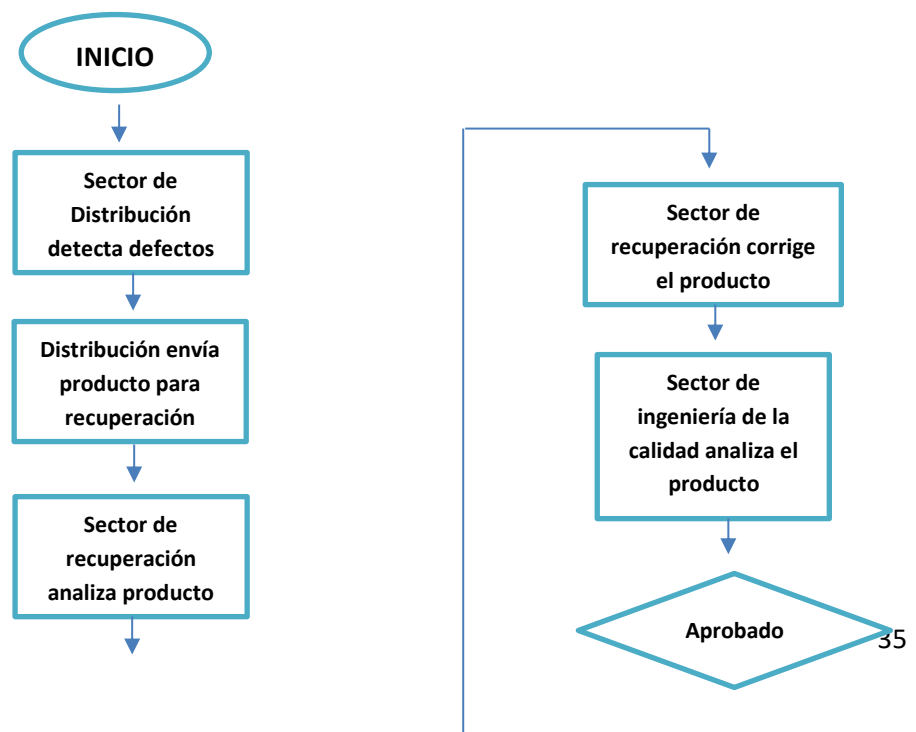 INICIO
Sector de
Distribución
detecta defectos
Distribución envía
producto para
recuperación
Sector de
recuperación
analiza producto
Sector de
recuperación corrige
el producto
Sector de
ingeniería de la
calidad analiza el
producto
Aprobado
35